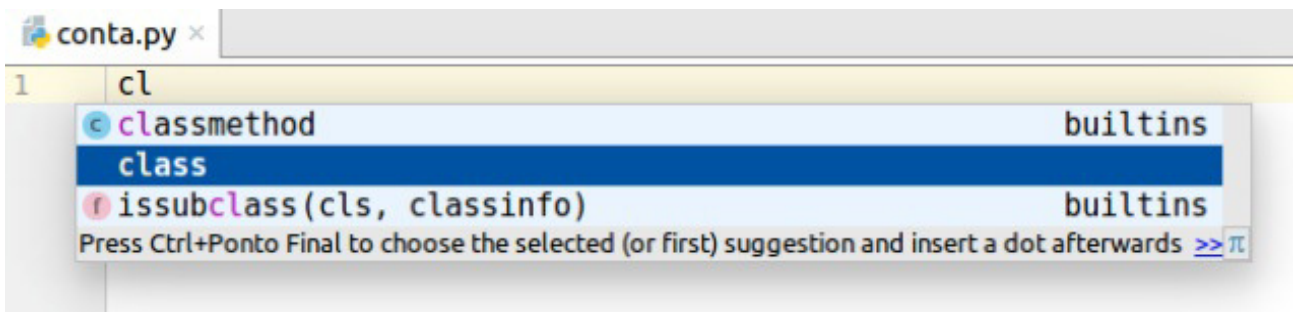 conta.py ×
1 cl
c classmethod builtins
class
f issubclass(cls, classinfo) builtins
Press Ctrl+Ponto Final to choose the selected (or first) suggestion and insert a dot afterwards >> π